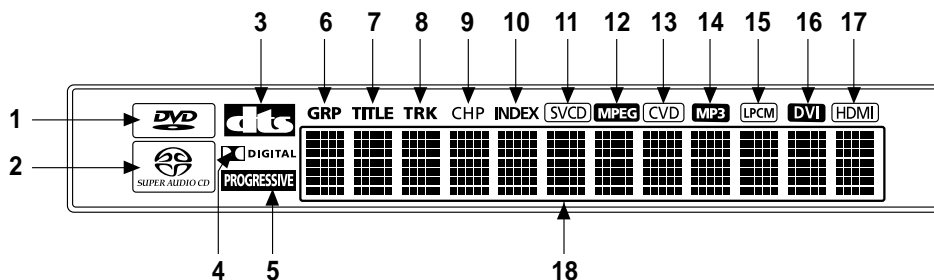 3 6 7 8 9 10 11 12 13 14 15 16 17
1 DVD dts GRP TITLE TRK CHP INDEX SVCD MPEG CVD MP3 LPCM DVI HDMI
2 SUPER AUDIO CD DIGITAL
PROGRESSIVE
4 5 18